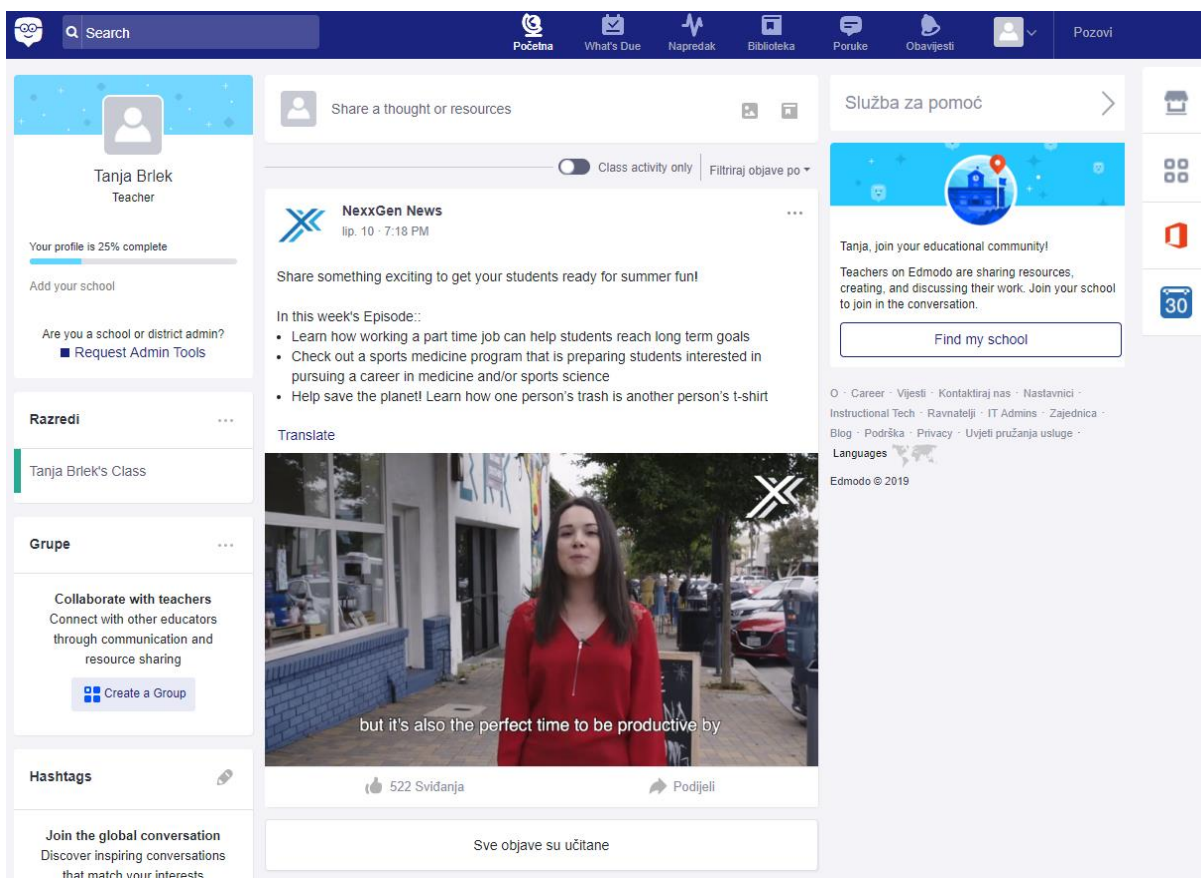 Search
Početna
What's Due
Napredak
Biblioteka
Poruke
Obavijesti
Pozovi
Tanja Brlek
Teacher
Your profile is 25% complete
Add your school
Are you a school or district admin?
Request Admin Tools
Razredi
Tanja Brlek's Class
Grupe
Collaborate with teachers
Connect with other educators
through communication and
resource sharing
Create a Group
Hashtags
Join the global conversation
Discover inspiring conversations
that match your interests
Share a thought or resources
Class activity only
Filtriraj objave po
NexxGen News
lip. 10 · 7:18 PM
Share something exciting to get your students ready for summer fun!
In this week's Episode::
• Learn how working a part time job can help students reach long term goals
• Check out a sports medicine program that is preparing students interested in
pursuing a career in medicine and/or sports science
• Help save the planet! Learn how one person's trash is another person's t-shirt
Translate
but it's also the perfect time to be productive by
522 Sviđanja
Podijeli
Sve objave su učitane
Služba za pomoć
Tanja, join your educational community!
Teachers on Edmodo are sharing resources,
creating, and discussing their work. Join your school
to join in the conversation.
Find my school
O · Career · Vijesti · Kontaktiraj nas · Nastavnici ·
Instructional Tech · Ravnatelji · IT Admins · Zajednica ·
Blog · Podrška · Privacy · Uvjeti pružanja usluge ·
Languages
Edmodo © 2019
30